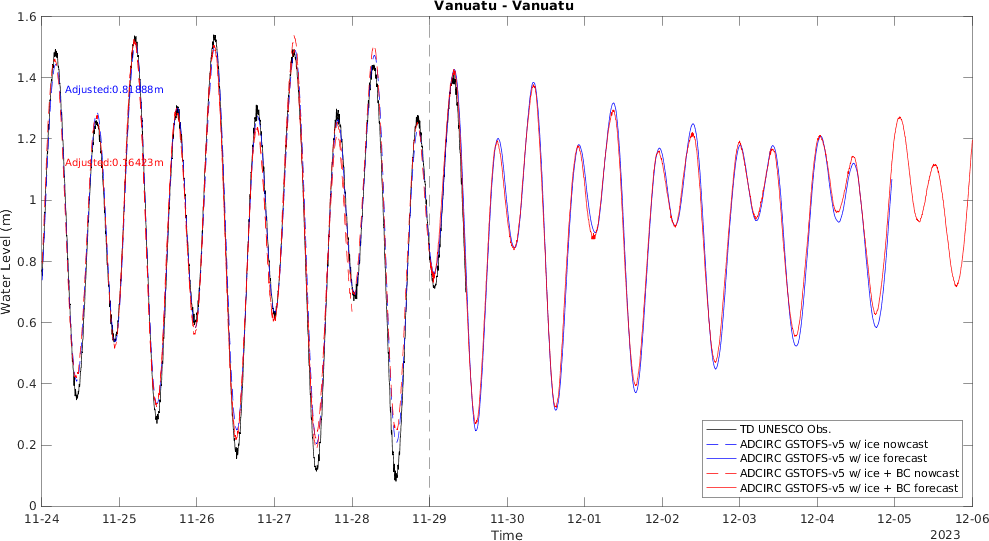 Vanuatu - Vanuatu
1.6
1.4
1.2
1
0.8
0.6
0.4
0.2
0
Water Level (m)
Adjusted:0.81888m
Adjusted:0.16423m
TD UNESCO Obs.
ADCIRC GSTOFS-v5 w/ ice nowcast
ADCIRC GSTOFS-v5 w/ ice forecast
ADCIRC GSTOFS-v5 w/ ice + BC nowcast
ADCIRC GSTOFS-v5 w/ ice + BC forecast
11-24 11-25 11-26 11-27 11-28 11-29 11-30 12-01 12-02 12-03 12-04 12-05 12-06
Time
2023